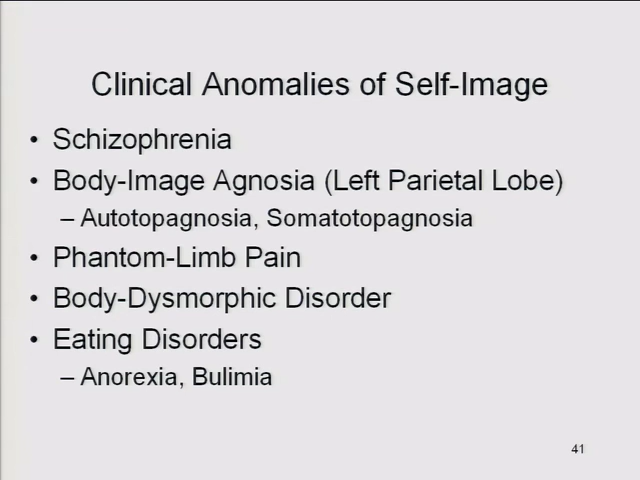 Clinical Anomalies of Self-Image
• Schizophrenia
• Body-Image Agnosia (Left Parietal Lobe)
– Autotopagnosia, Somatotopagnosia
• Phantom-Limb Pain
• Body-Dysmorphic Disorder
• Eating Disorders
– Anorexia, Bulimia
41